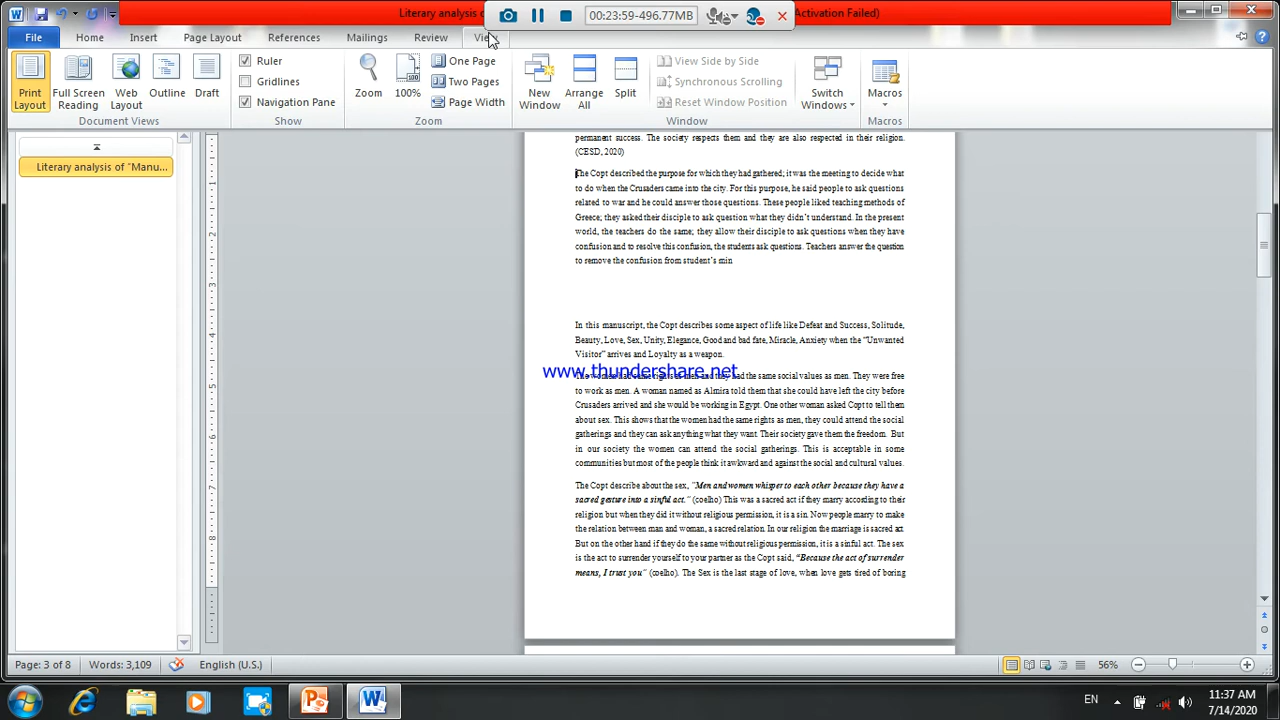 Literary analysis o
00:23:59-496.77MB
Activation Failed)
File
Home
Insert
Page Layout
References
Mailings
Review
View
Print Layout
Full Screen Reading
Web Layout
Outline
Draft
Document Views
Ruler
Gridlines
Navigation Pane
Show
Zoom
100%
One Page
Two Pages
Page Width
Zoom
New Window
Arrange All
Split
View Side by Side
Synchronous Scrolling
Reset Window Position
Window
Switch Windows
Macros
Macros
Literary analysis of "Manu...
permanent success. The society respects them and they are also respected in their religion.
(CESD, 2020)
The Copt described the purpose for which they had gathered; it was the meeting to decide what
to do when the Crusaders came into the city. For this purpose, he said people to ask questions
related to war and he could answer those questions. These people liked teaching methods of
Greece; they asked their disciple to ask question what they didn't understand. In the present
world, the teachers do the same; they allow their disciple to ask questions when they have
confusion and to resolve this confusion, the students ask questions. Teachers answer the question
to remove the confusion from student's min
In this manuscript, the Copt describes some aspect of life like Defeat and Success, Solitude,
Beauty, Love, Sex, Unity, Elegance, Good and bad fate, Miracle, Anxiety when the "Unwanted
Visitor" arrives and Loyalty as a weapon.
www.thundershare.net
The women had same rights as men and they had the same social values as men. They were free
to work as men. A woman named as Almira told them that she could have left the city before
Crusaders arrived and she would be working in Egypt. One other woman asked Copt to tell them
about sex. This shows that the women had the same rights as men, they could attend the social
gatherings and they can ask anything what they want. Their society gave them the freedom. But
in our society the women can attend the social gatherings. This is acceptable in some
communities but most of the people think it awkward and against the social and cultural values.
The Copt describe about the sex, "Men and women whisper to each other because they have a
sacred gesture into a sinful act." (coelho) This was a sacred act if they marry according to their
religion but when they did it without religious permission, it is a sin. Now people marry to make
the relation between man and woman, a sacred relation. In our religion the marriage is sacred act.
But on the other hand if they do the same without religious permission, it is a sinful act. The sex
is the act to surrender yourself to your partner as the Copt said, "Because the act of surrender
means, I trust you" (coelho). The Sex is the last stage of love, when love gets tired of boring
Page: 3 of 8
Words: 3,109
English (U.S.)
56%
EN
11:37 AM
7/14/2020